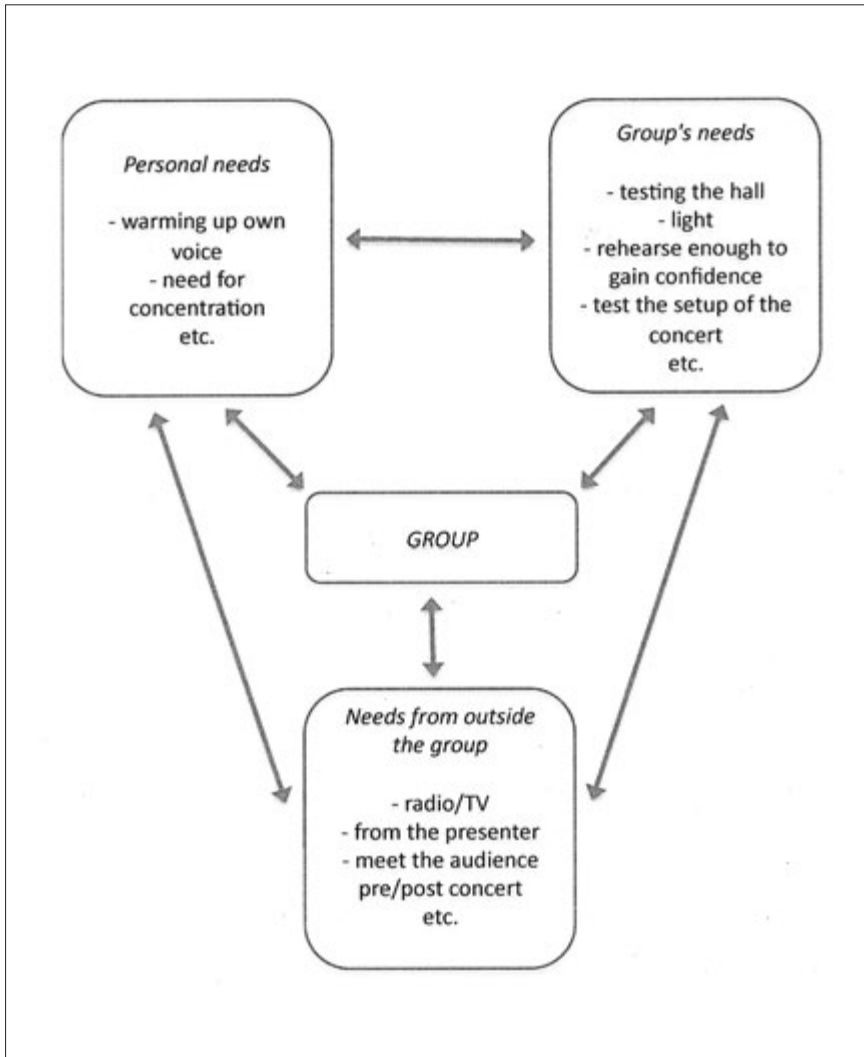 Personal needs
- warming up own
voice
- need for
concentration
etc.
Group's needs
- testing the hall
- light
- rehearse enough to
gain confidence
- test the setup of the
concert
etc.
GROUP
Needs from outside
the group
- radio/TV
- from the presenter
- meet the audience
pre/post concert
etc.